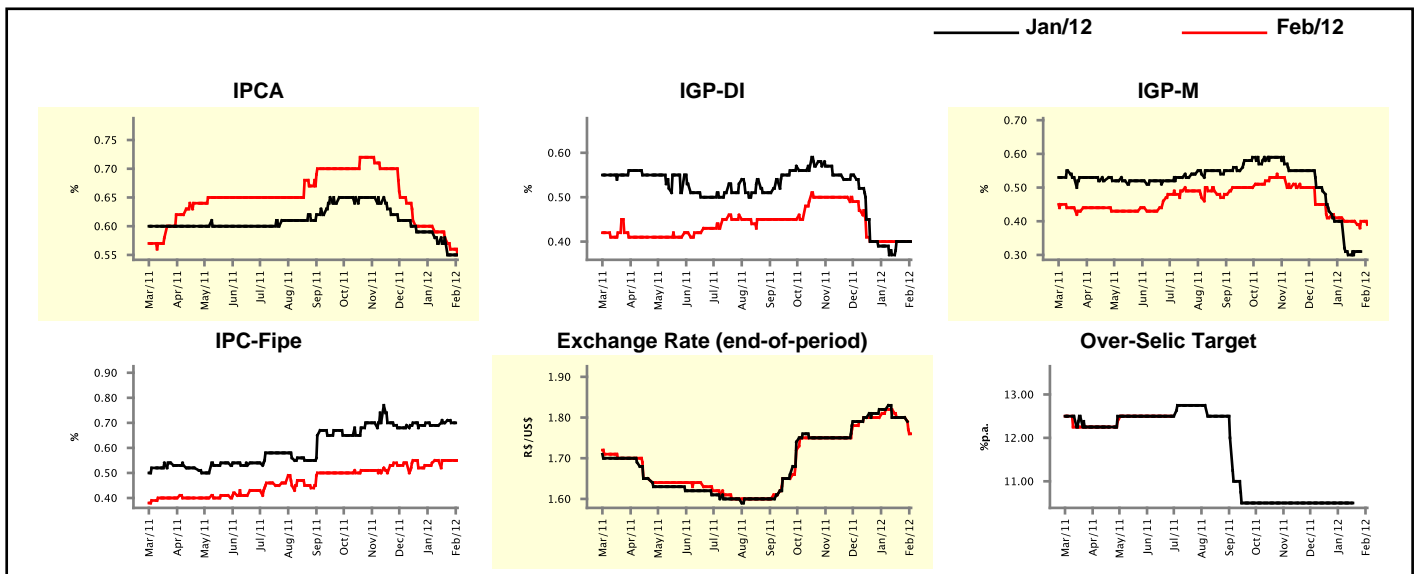 Jan/12 Feb/12
IPCA IGP-DI IGP-M
%
0.75
0.70
0.65
0.60
0.55
Mar/11 Apr/11 May/11 Jun/11 Jul/11 Aug/11 Sep/11 Oct/11 Nov/11 Dec/11 Jan/12 Feb/12
%
0.60
0.50
0.40
Mar/11 Apr/11 May/11 Jun/11 Jul/11 Aug/11 Sep/11 Oct/11 Nov/11 Dec/11 Jan/12 Feb/12
%
0.70
0.60
0.50
0.40
0.30
Mar/11 Apr/11 May/11 Jun/11 Jul/11 Aug/11 Sep/11 Oct/11 Nov/11 Dec/11 Jan/12 Feb/12
IPC-Fipe Exchange Rate (end-of-period) Over-Selic Target
%
0.90
0.80
0.70
0.60
0.50
0.40
Mar/11 Apr/11 May/11 Jun/11 Jul/11 Aug/11 Sep/11 Oct/11 Nov/11 Dec/11 Jan/12 Feb/12
R$/US$
1.90
1.80
1.70
1.60
Mar/11 Apr/11 May/11 Jun/11 Jul/11 Aug/11 Sep/11 Oct/11 Nov/11 Dec/11 Jan/12 Feb/12
%p.a.
13.00
12.00
11.00
Mar/11 Apr/11 May/11 Jun/11 Jul/11 Aug/11 Sep/11 Oct/11 Nov/11 Dec/11 Jan/12 Feb/12